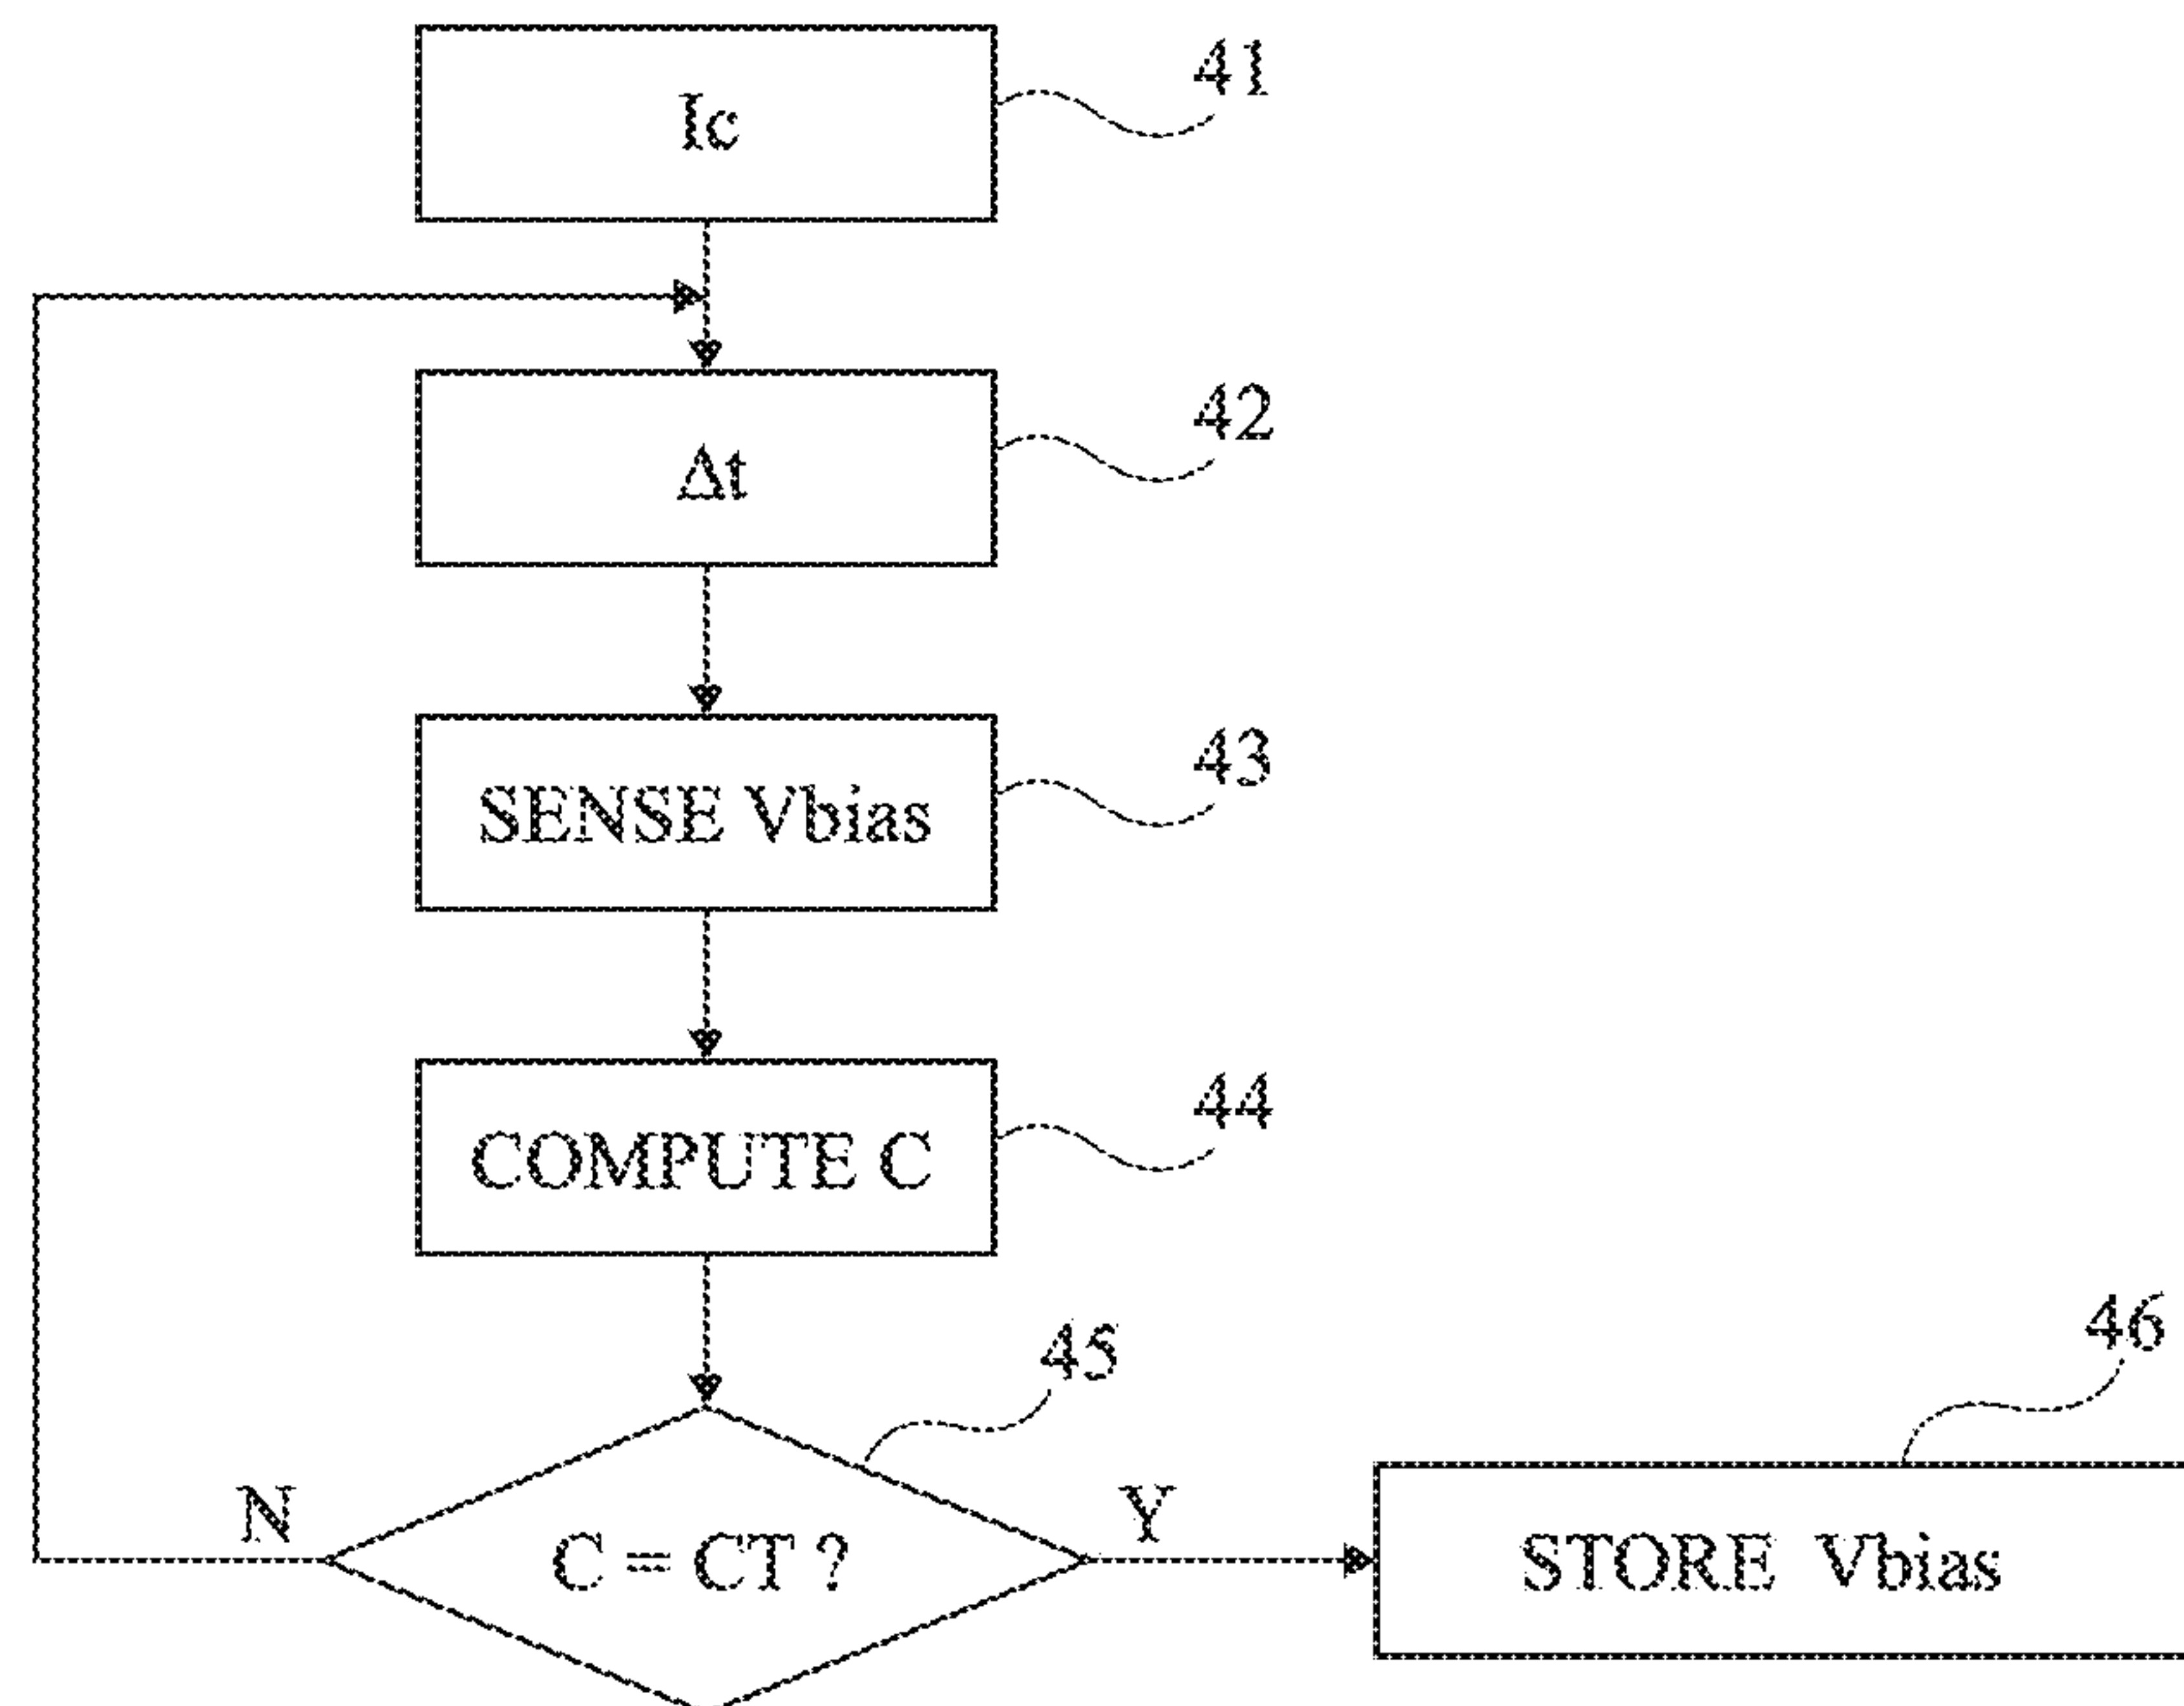 Ic
41
Δt
42
SENSE Vbias
43
COMPUTE C
44
45
46
N
C = CT ?
Y
STORE Vbias